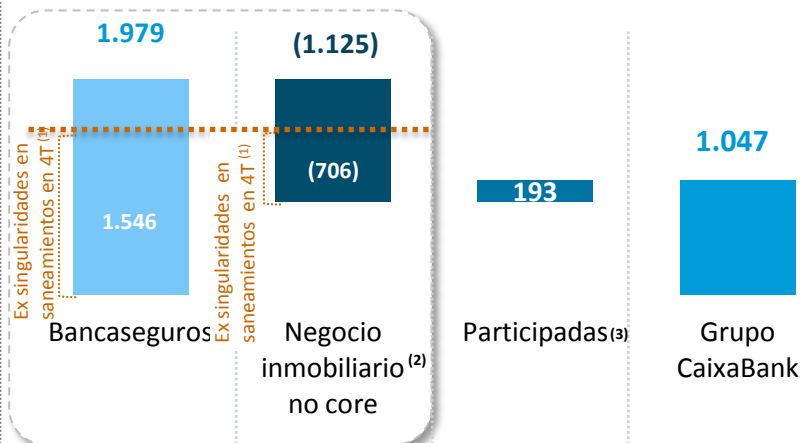 1.979
(1.125)
Ex singularidades en
saneamientos en 4T (1)
1.546
Ex singularidades en
saneamientos en 4T (1)
(706)
193
1.047
Bancaseguros
Negocio
inmobiliario (2)
no core
Participadas (3)
Grupo
CaixaBank